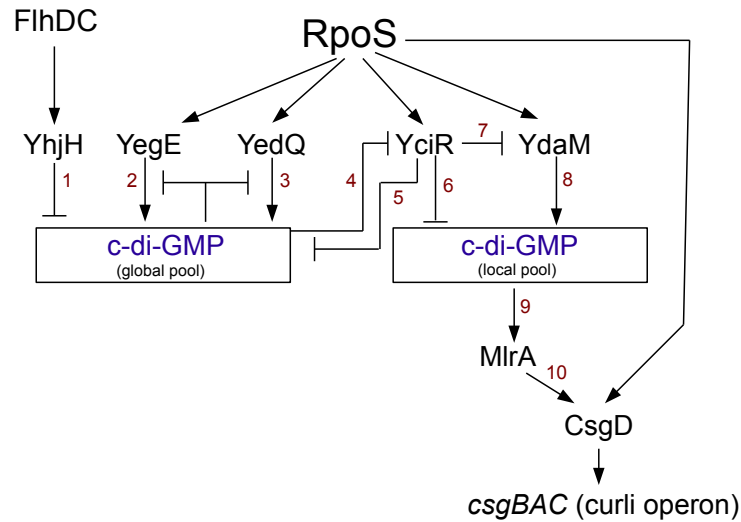 FlhDC
RpoS
YhjH YegE YedQ YciR YdaM
7
1 2 3 4 5 6 8
c-di-GMP
(global pool)
c-di-GMP
(local pool)
9
MlrA
10
CsgD
csgBAC (curli operon)